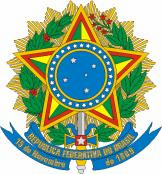 REPUBLICA FEDERATIVA DO BRASIL
15 de Novembro de 1889